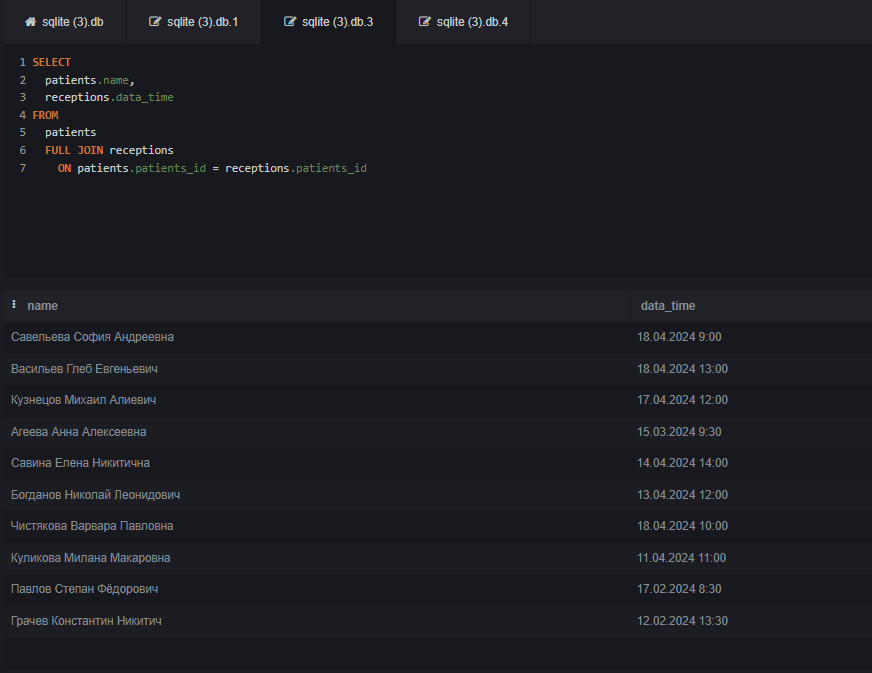 sqlite (3).db sqlite (3).db.1 sqlite (3).db.3 sqlite (3).db.4
1 SELECT
2 patients.name,
3 receptions.data_time
4 FROM
5 patients
6 FULL JOIN receptions
7 ON patients.patients_id = receptions.patients_id
name data_time
Савельева София Андреевна 18.04.2024 9:00
Васильев Глеб Евгеньевич 18.04.2024 13:00
Кузнецов Михаил Алиевич 17.04.2024 12:00
Агеева Анна Алексеевна 15.03.2024 9:30
Савина Елена Никитична 14.04.2024 14:00
Богданов Николай Леонидович 13.04.2024 12:00
Чистякова Варвара Павловна 18.04.2024 10:00
Куликова Милана Макаровна 11.04.2024 11:00
Павлов Степан Фёдорович 17.02.2024 8:30
Грачев Константин Никитич 12.02.2024 13:30